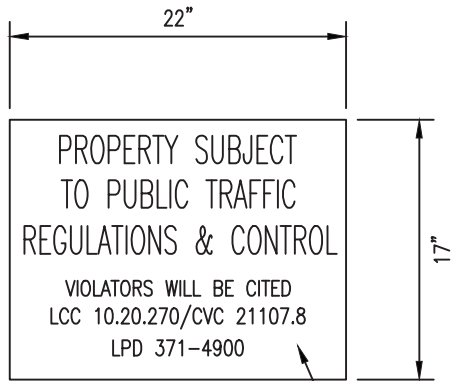 22"
PROPERTY SUBJECT
TO PUBLIC TRAFFIC
REGULATIONS & CONTROL
VIOLATORS WILL BE CITED
LCC 10.20.270/CVC 21107.8
LPD 371-4900
17"